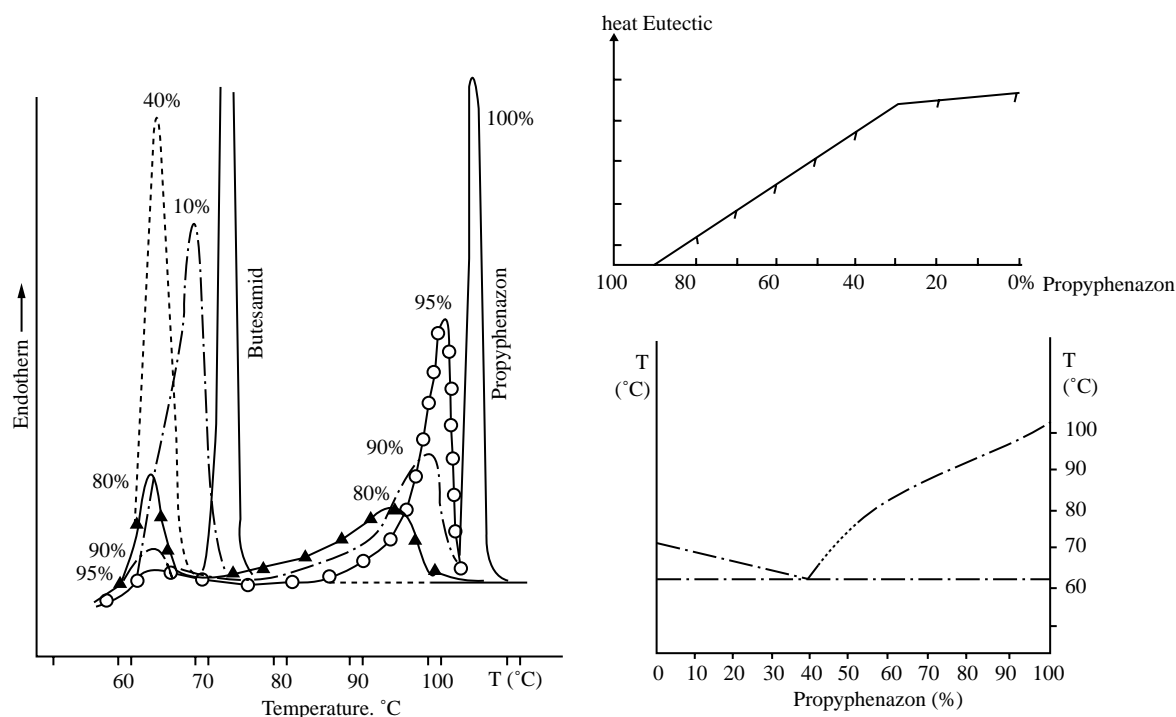 40%
10%
80%
90%
95%
Endothern
Butesamid
Propyphenazon
100%
95%
90%
80%
60 70 80 90 100 T (˚C)
Temperature. ˚C
heat Eutectic
100 80 60 40 20 0% Propyphenazon
T
(˚C)
T
(˚C)
100
90
80
70
60
0 10 20 30 40 50 60 70 80 90 100
Propyphenazon (%)